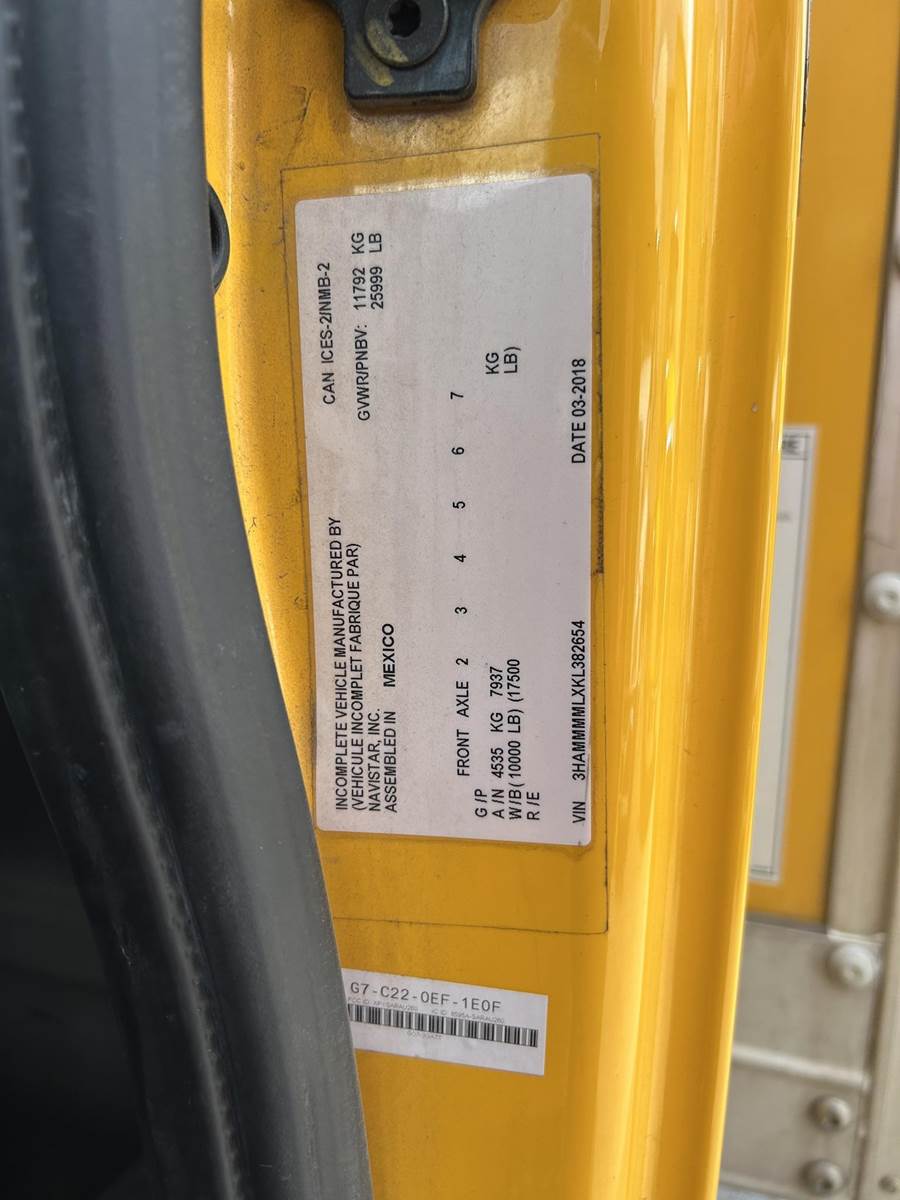 CAN ICES-2/NMB-2
GVWR/PNBV: 11792 KG
25999 LB
INCOMPLETE VEHICLE MANUFACTURED BY
(VEHICULE INCOMPLET FABRIQUE PAR)
NAVISTAR, INC.
ASSEMBLED IN MEXICO
FRONT AXLE 2 3 4 5 6 7
G/P
A/N 4535 KG 7937 KG
W/B (10000 LB) (17500 LB)
R/E
VIN 3HAMMMMLXKL382654 DATE 03-2018
G7-C22-0EF-1E0F